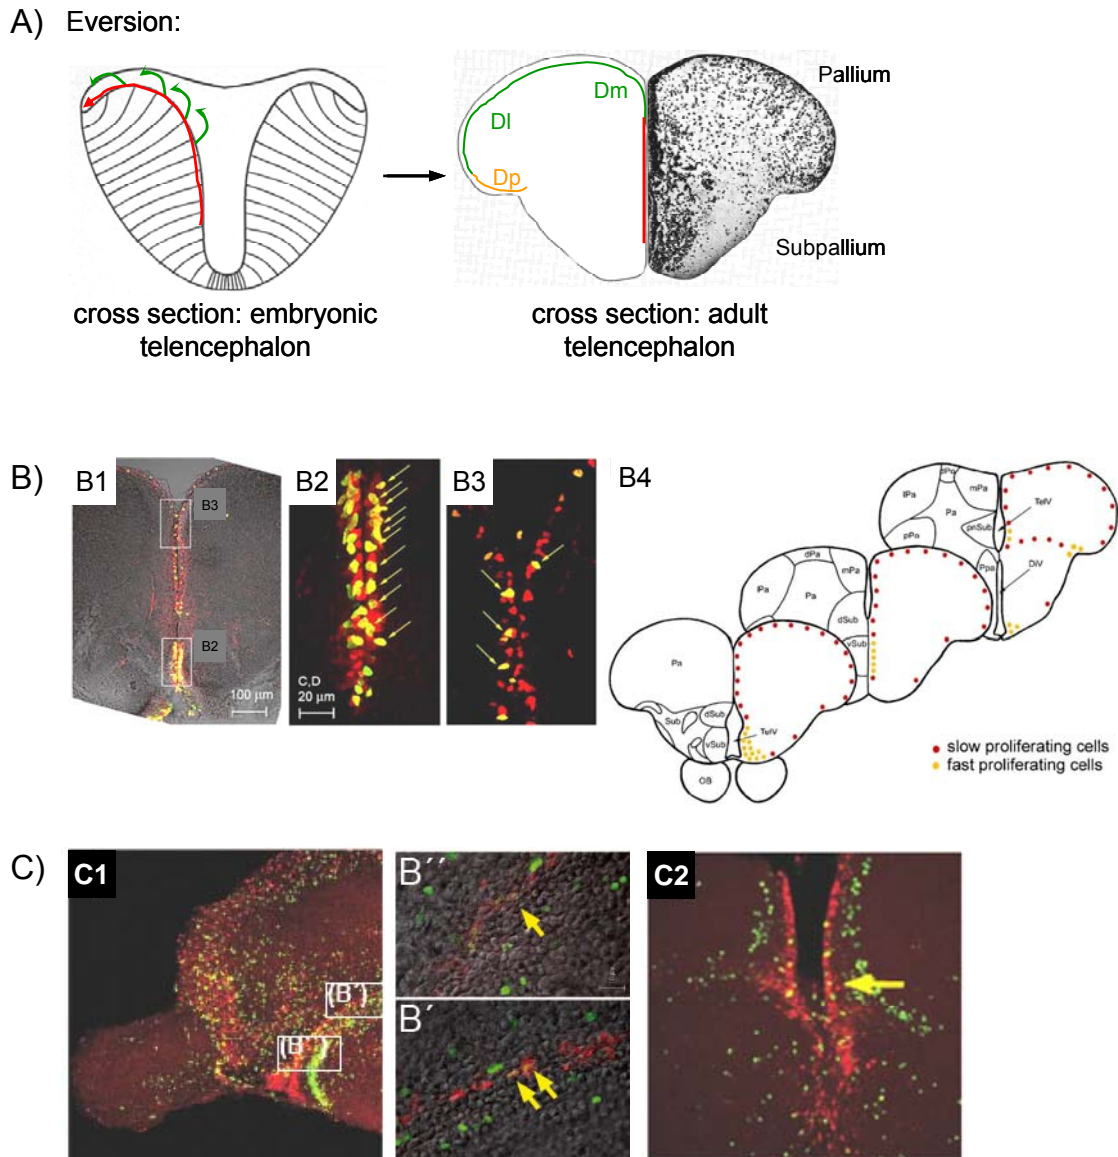 A) Eversion:
Dm
Dl
Dp
Pallium
Subpallium
cross section: embryonic
telencephalon
cross section: adult
telencephalon
B)
B1
B3
B2
100 µm
B2
C,D
20 µm
B3
B4
dPa
lPa
mPa
Pa
pnSub
pPa
Ppa
TelV
DiV
dPa
lPa
mPa
Pa
dSub
vSub
Pa
Sub
dSub
vSub
TelV
OB
slow proliferating cells
fast proliferating cells
C)
C1
(B´)
B´´
B´
C2